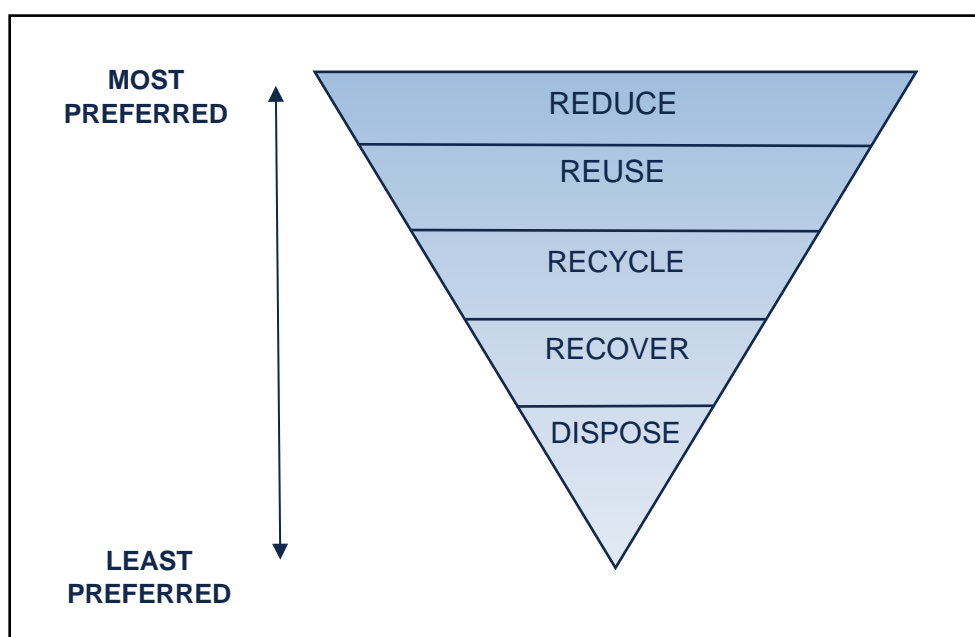 MOST
PREFERRED
REDUCE
REUSE
RECYCLE
RECOVER
DISPOSE
LEAST
PREFERRED